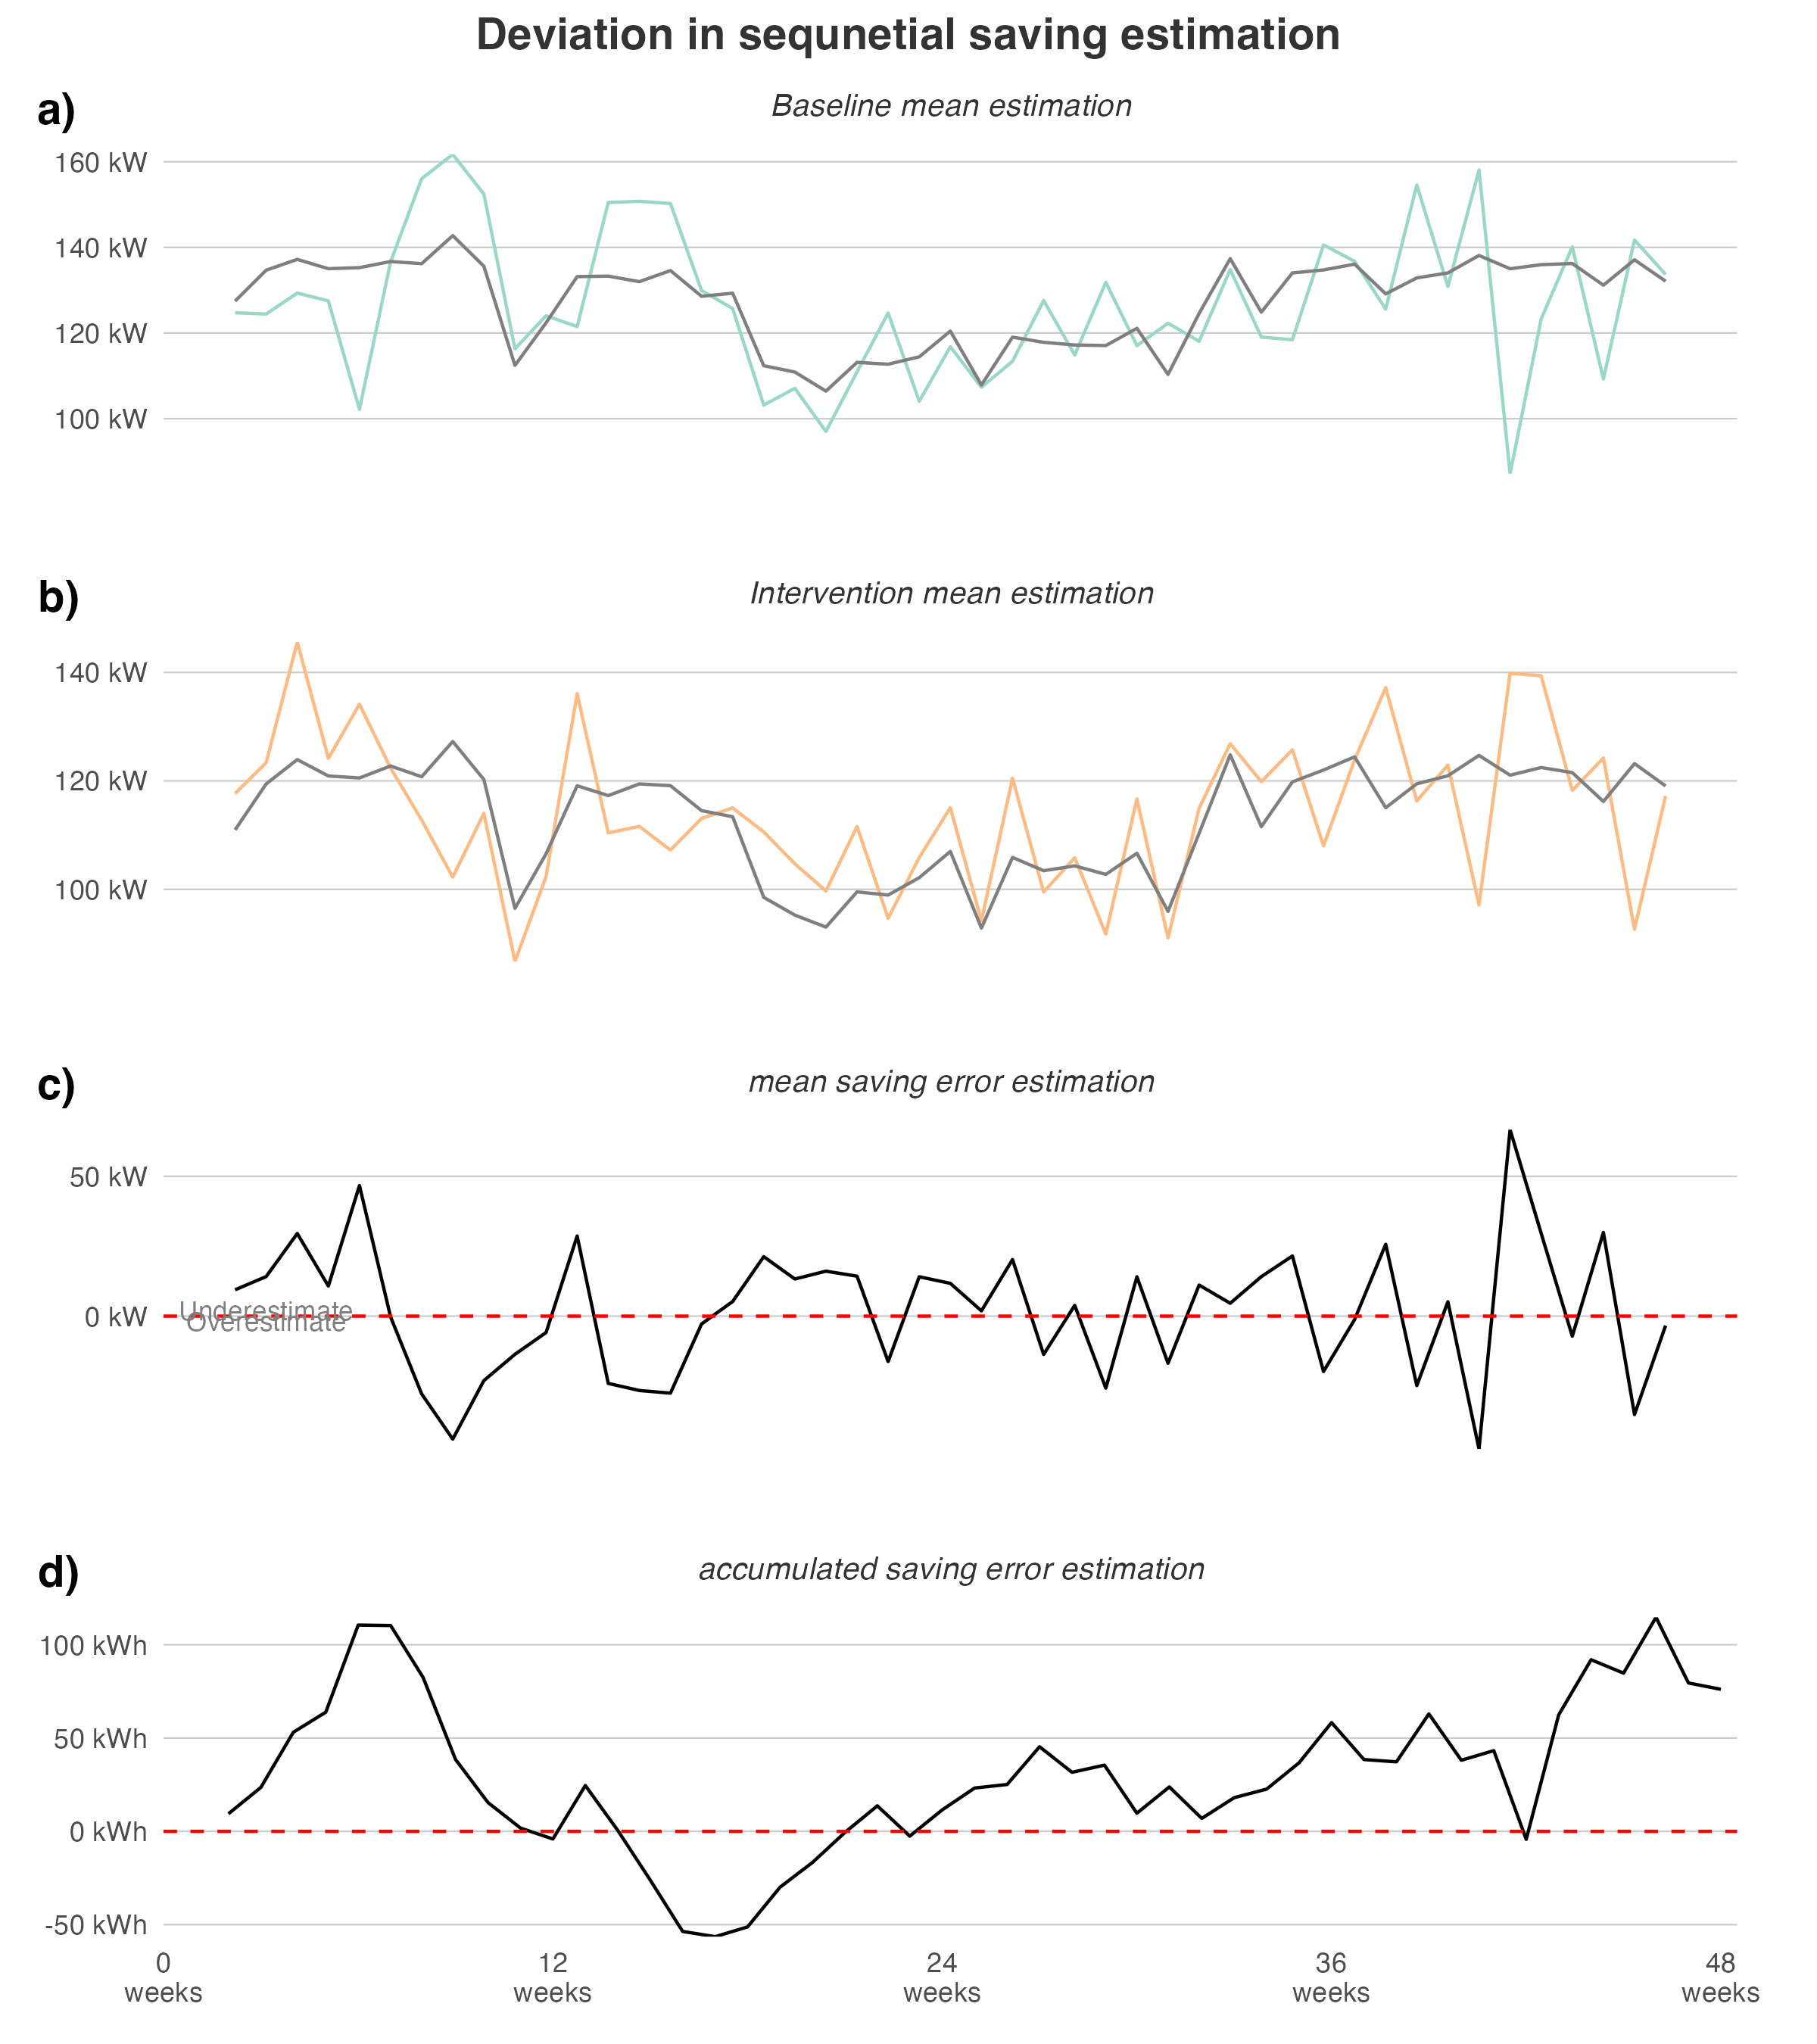 Deviation in sequnetial saving estimation
a)
Baseline mean estimation
160 kW
140 kW
120 kW
100 kW
b)
Intervention mean estimation
140 kW
120 kW
100 kW
c)
mean saving error estimation
50 kW
Underestimate
0 kW
Overestimate
d)
accumulated saving error estimation
100 kWh
50 kWh
0 kWh
-50 kWh
0 12 24 36 48
weeks weeks weeks weeks weeks